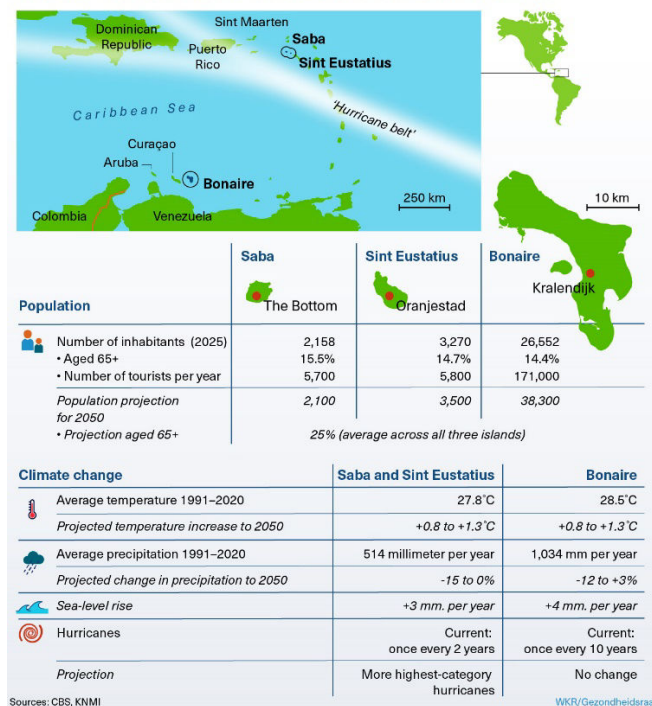 Dominican
Republic
Puerto
Rico
Sint Maarten
Saba
Sint Eustatius
Caribbean Sea
'Hurricane belt'
Curaçao
Aruba
Bonaire
Colombia
Venezuela
250 km
10 km
Saba
Sint Eustatius
Bonaire
The Bottom
Oranjestad
Kralendijk
Population
Number of inhabitants (2025) 2,158 3,270 26,552
• Aged 65+ 15.5% 14.7% 14.4%
• Number of tourists per year 5,700 5,800 171,000
Population projection 2,100 3,500 38,300
for 2050
• Projection aged 65+ 25% (average across all three islands)
Climate change Saba and Sint Eustatius Bonaire
Average temperature 1991–2020 27.8°C 28.5°C
Projected temperature increase to 2050 +0.8 to +1.3°C +0.8 to +1.3°C
Average precipitation 1991–2020 514 millimeter per year 1,034 mm per year
Projected change in precipitation to 2050 -15 to 0% -12 to +3%
Sea-level rise +3 mm. per year +4 mm. per year
Hurricanes Current: Current:
once every 2 years once every 10 years
Projection More highest-category No change
hurricanes
Sources: CBS, KNMI WKR/Gezondheidsraa